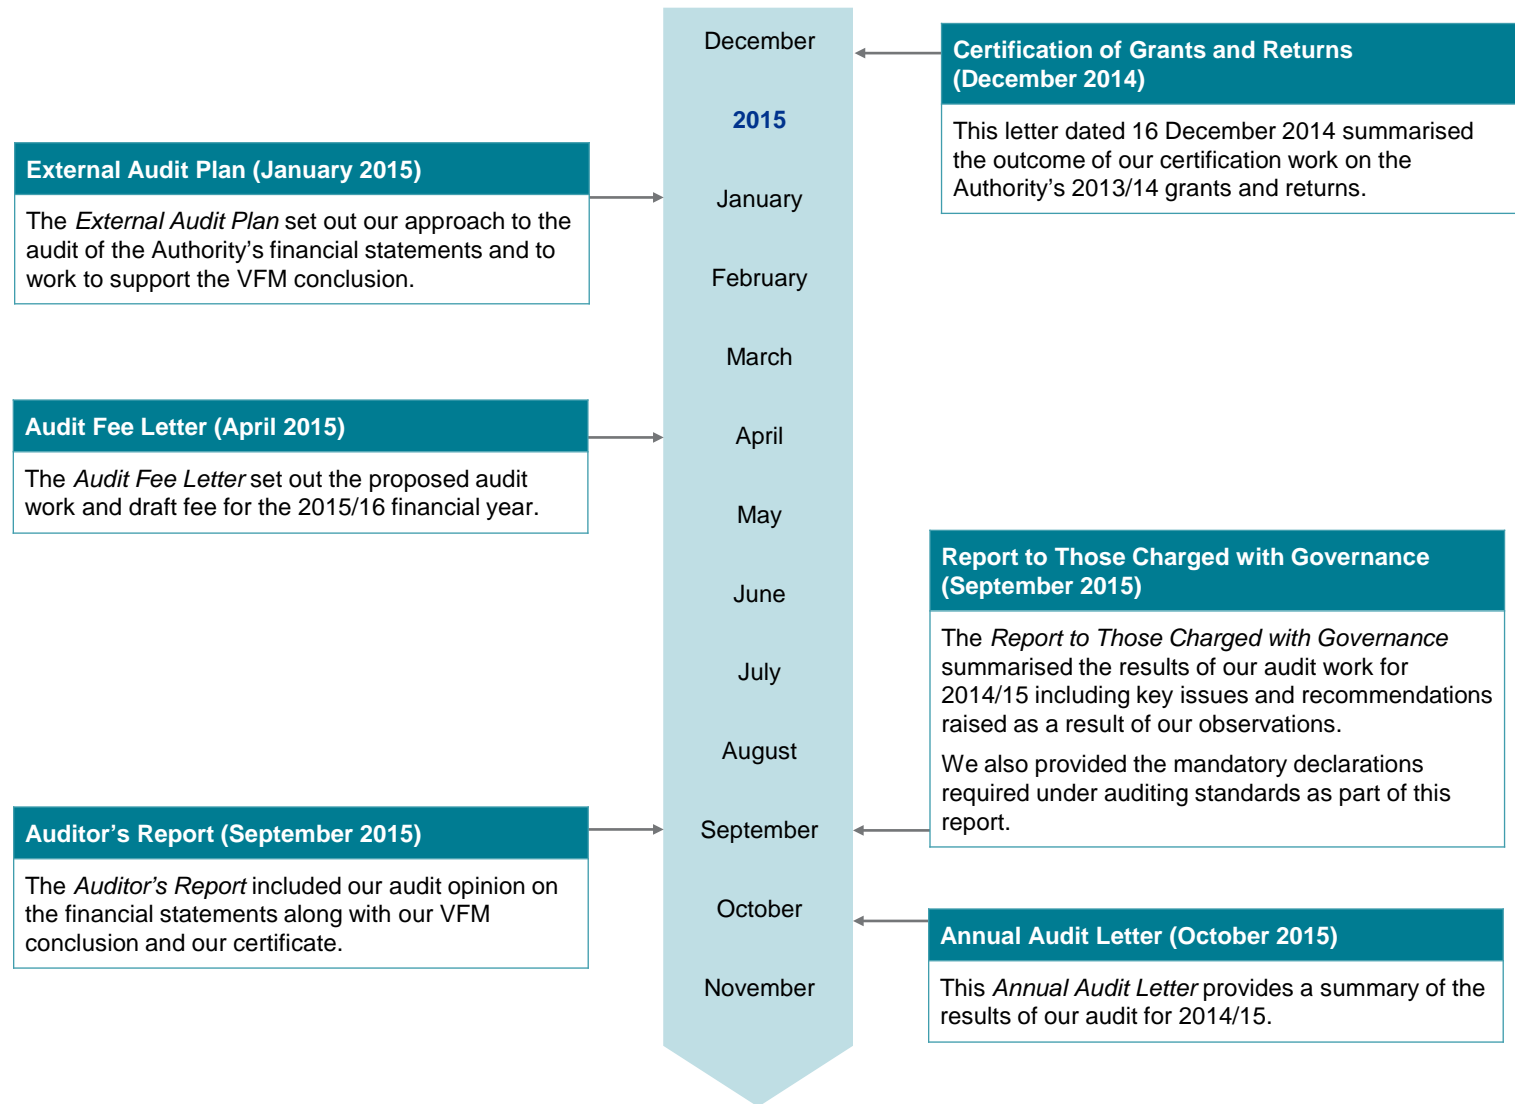 December
Certification of Grants and Returns
(December 2014)
This letter dated 16 December 2014 summarised
the outcome of our certification work on the
Authority’s 2013/14 grants and returns.
2015
External Audit Plan (January 2015)
The External Audit Plan set out our approach to the
audit of the Authority’s financial statements and to
work to support the VFM conclusion.
January
February
March
Audit Fee Letter (April 2015)
The Audit Fee Letter set out the proposed audit
work and draft fee for the 2015/16 financial year.
April
May
June
July
August
Report to Those Charged with Governance
(September 2015)
The Report to Those Charged with Governance
summarised the results of our audit work for
2014/15 including key issues and recommendations
raised as a result of our observations.
We also provided the mandatory declarations
required under auditing standards as part of this
report.
Auditor’s Report (September 2015)
The Auditor’s Report included our audit opinion on
the financial statements along with our VFM
conclusion and our certificate.
September
October
Annual Audit Letter (October 2015)
This Annual Audit Letter provides a summary of the
results of our audit for 2014/15.
November